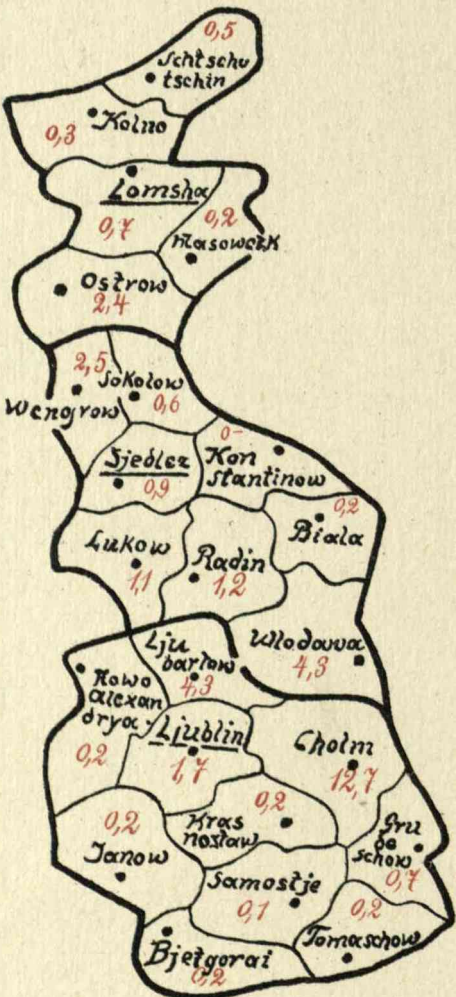 0,5
Schtschu
tschin
Kolno
0,3
Lomsha
0,7
0,2
Masowetzk
Ostrow
2,4
2,5
Sokolow
0,6
Wengrow
Sjedlez
0,9
0-
Kon
stantinow
0,2
Biala
Lukow
1,1
Radin
1,2
Wlodawa
4,3
Lju
bartow
4,3
Nowo
alexan
drya
0,2
Ljublin
1,7
Cholm
12,7
0,2
Janow
0,2
Kras
nostaw
Gru
be
schow
0,7
Samostje
0,1
0,2
Tomaschow
Bjelgorai
0,2